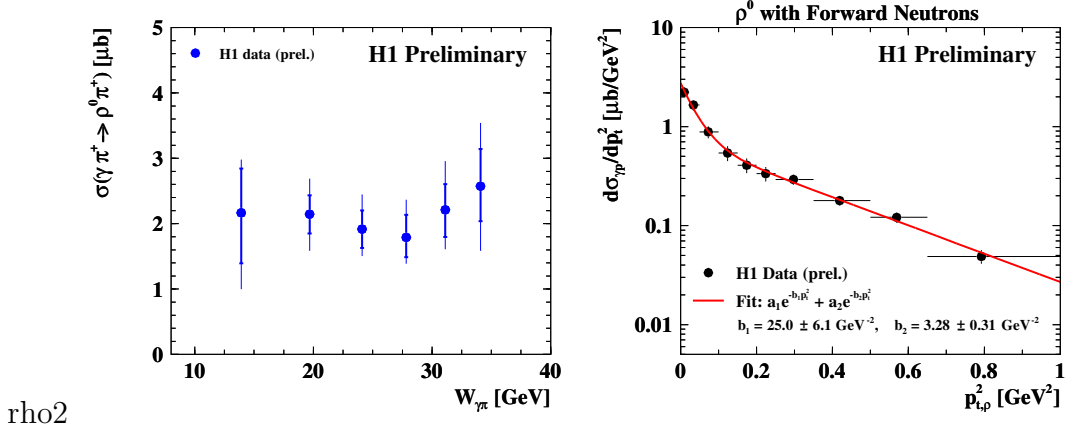 5
4
3
2
1
0
10 20 30 40
σ(γ π⁺ → ρ⁰π⁺) [μb]
H1 data (prel.)
H1 Preliminary
W_γπ [GeV]
ρ⁰ with Forward Neutrons
H1 Preliminary
dσ_γp/dp_t² [μb/GeV²]
10
1
0.1
0.01
H1 Data (prel.)
Fit: a₁e^(-b₁p_t²) + a₂e^(-b₂p_t²)
b₁ = 25.0 ± 6.1 GeV⁻², b₂ = 3.28 ± 0.31 GeV⁻²
0 0.2 0.4 0.6 0.8 1
p²_t,ρ [GeV²]
rho2